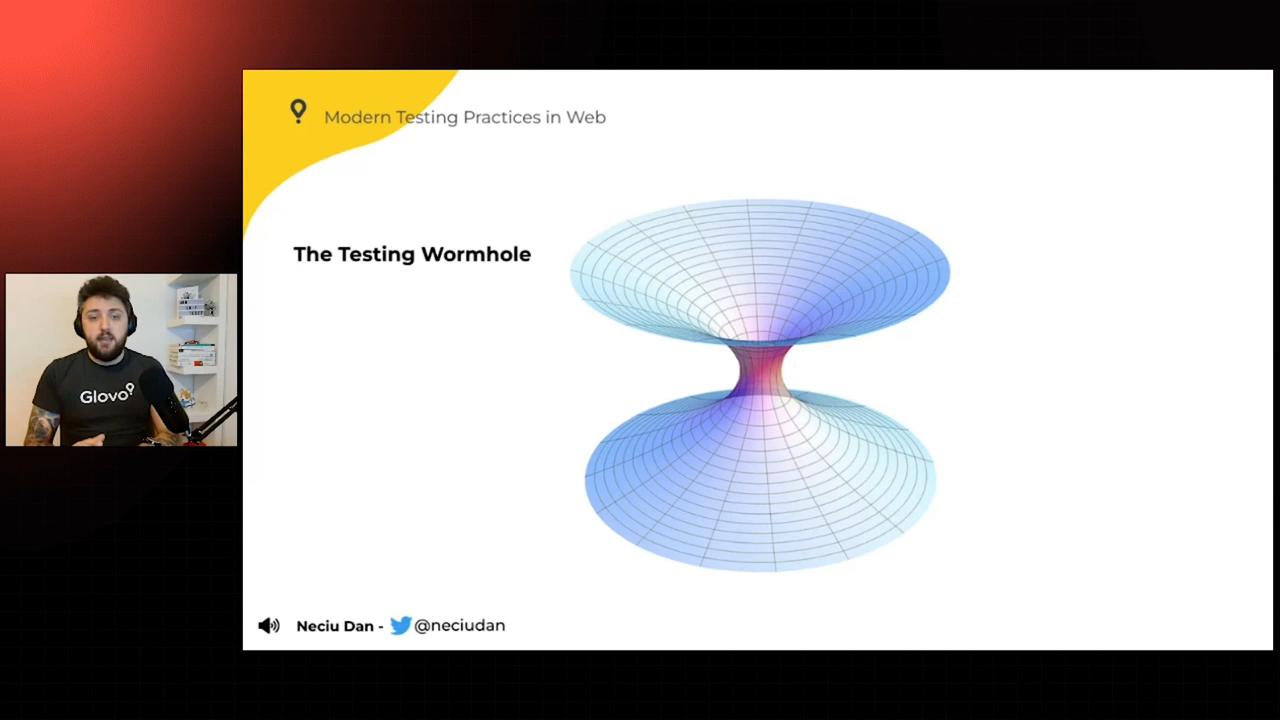 Modern Testing Practices in Web
The Testing Wormhole
Glovo
Neciu Dan - @neciudan